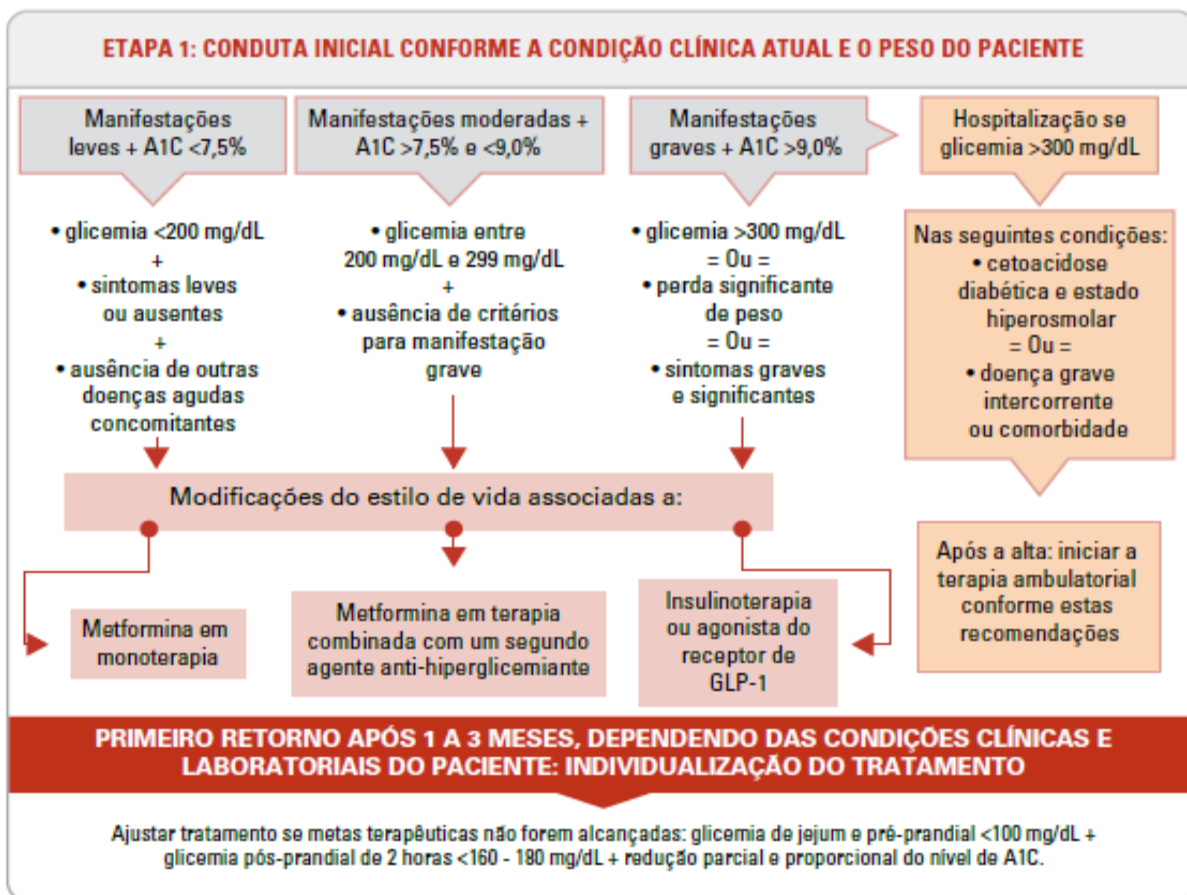 ETAPA 1: CONDUTA INICIAL CONFORME A CONDIÇÃO CLÍNICA ATUAL E O PESO DO PACIENTE
Manifestações
leves + A1C <7,5%
• glicemia <200 mg/dL
+
• sintomas leves
ou ausentes
+
• ausência de outras
doenças agudas
concomitantes
Manifestações moderadas +
A1C >7,5% e <9,0%
• glicemia entre
200 mg/dL e 299 mg/dL
+
• ausência de critérios
para manifestação
grave
Manifestações
graves + A1C >9,0%
• glicemia >300 mg/dL
= Ou =
• perda significante
de peso
= Ou =
• sintomas graves
e significantes
Hospitalização se
glicemia >300 mg/dL
Nas seguintes condições:
• cetoacidose
diabética e estado
hiperosmolar
= Ou =
• doença grave
intercorrente
ou comorbidade
Modificações do estilo de vida associadas a:
Metformina em
monoterapia
Metformina em terapia
combinada com um segundo
agente anti-hiperglicemiante
Insulinoterapia
ou agonista do
receptor de
GLP-1
Após a alta: iniciar a
terapia ambulatorial
conforme estas
recomendações
PRIMEIRO RETORNO APÓS 1 A 3 MESES, DEPENDENDO DAS CONDIÇÕES CLÍNICAS E
LABORATORIAIS DO PACIENTE: INDIVIDUALIZAÇÃO DO TRATAMENTO
Ajustar tratamento se metas terapêuticas não forem alcançadas: glicemia de jejum e pré-prandial <100 mg/dL +
glicemia pós-prandial de 2 horas <160 - 180 mg/dL + redução parcial e proporcional do nível de A1C.